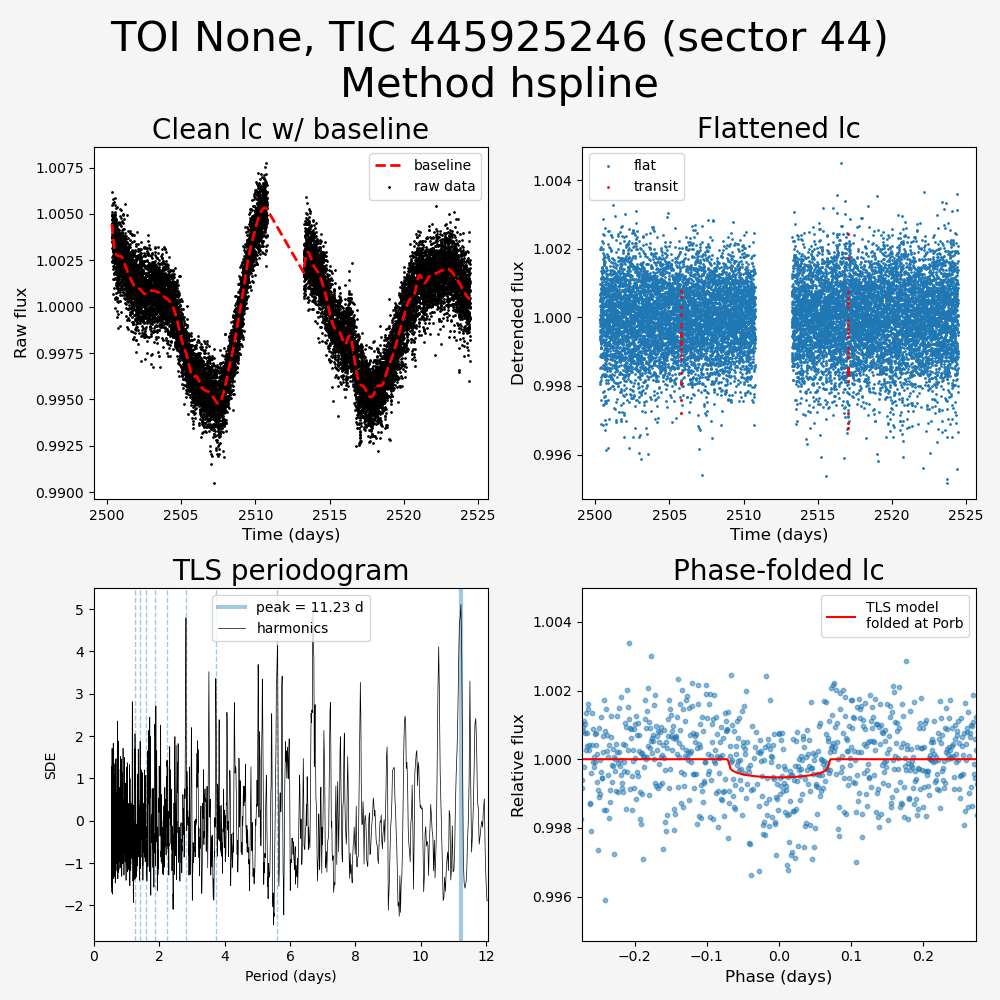 TOI None, TIC 445925246 (sector 44)
Method hspline
Clean lc w/ baseline
baseline
raw data
1.0075
1.0050
1.0025
1.0000
0.9975
0.9950
0.9925
0.9900
Raw flux
2500
2505
2510
2515
2520
2525
Time (days)
Flattened lc
flat
transit
1.004
1.002
1.000
0.998
0.996
Detrended flux
2500
2505
2510
2515
2520
2525
Time (days)
TLS periodogram
peak = 11.23 d
harmonics
5
4
3
2
1
0
−1
−2
SDE
0
2
4
6
8
10
12
Period (days)
Phase-folded lc
TLS model
folded at Porb
1.004
1.002
1.000
0.998
0.996
Relative flux
−0.2
−0.1
0.0
0.1
0.2
Phase (days)